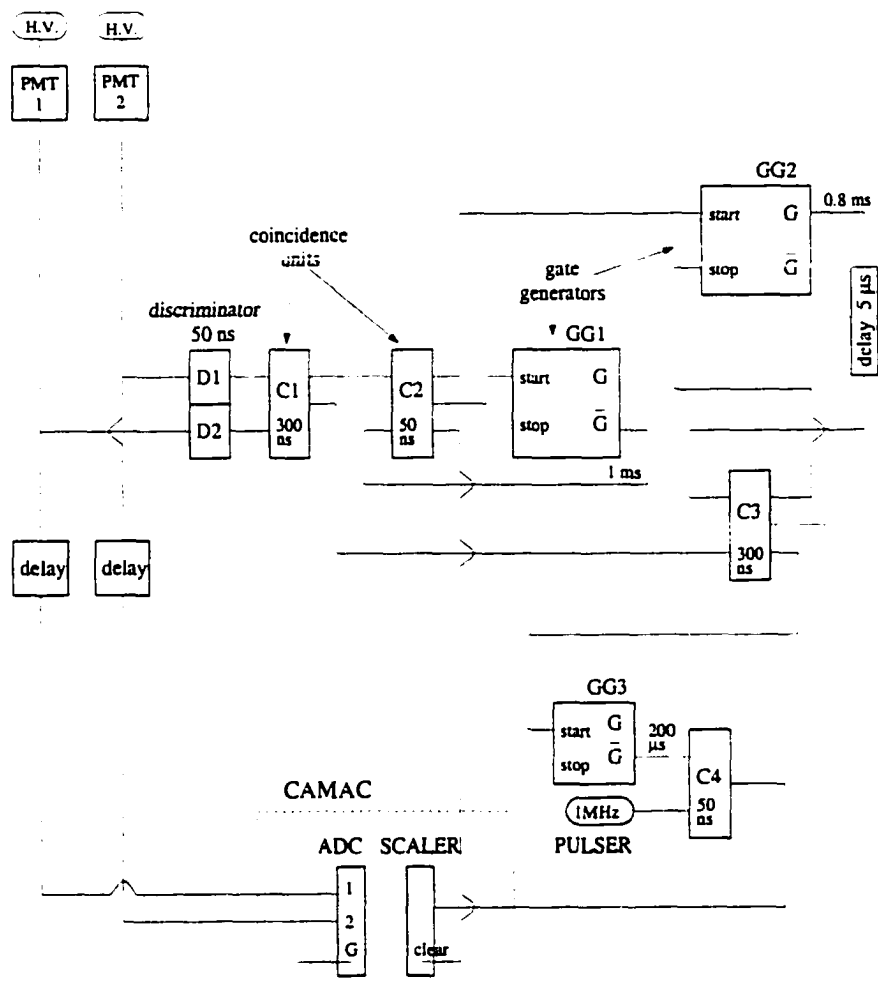 H.V. H.V.
PMT
1
PMT
2
GG2
start G 0.8 ms
stop G̅
delay 5 µs
coincidence
units
gate
generators
discriminator
50 ns
D1
D2
C1
300
ns
C2
50
ns
GG1
start G
stop G̅
1 ms
C3
300
ns
delay delay
GG3
start G
stop G̅
200
µs
C4
50
ns
1MHz
PULSER
CAMAC
ADC SCALER
1
2
G
clear